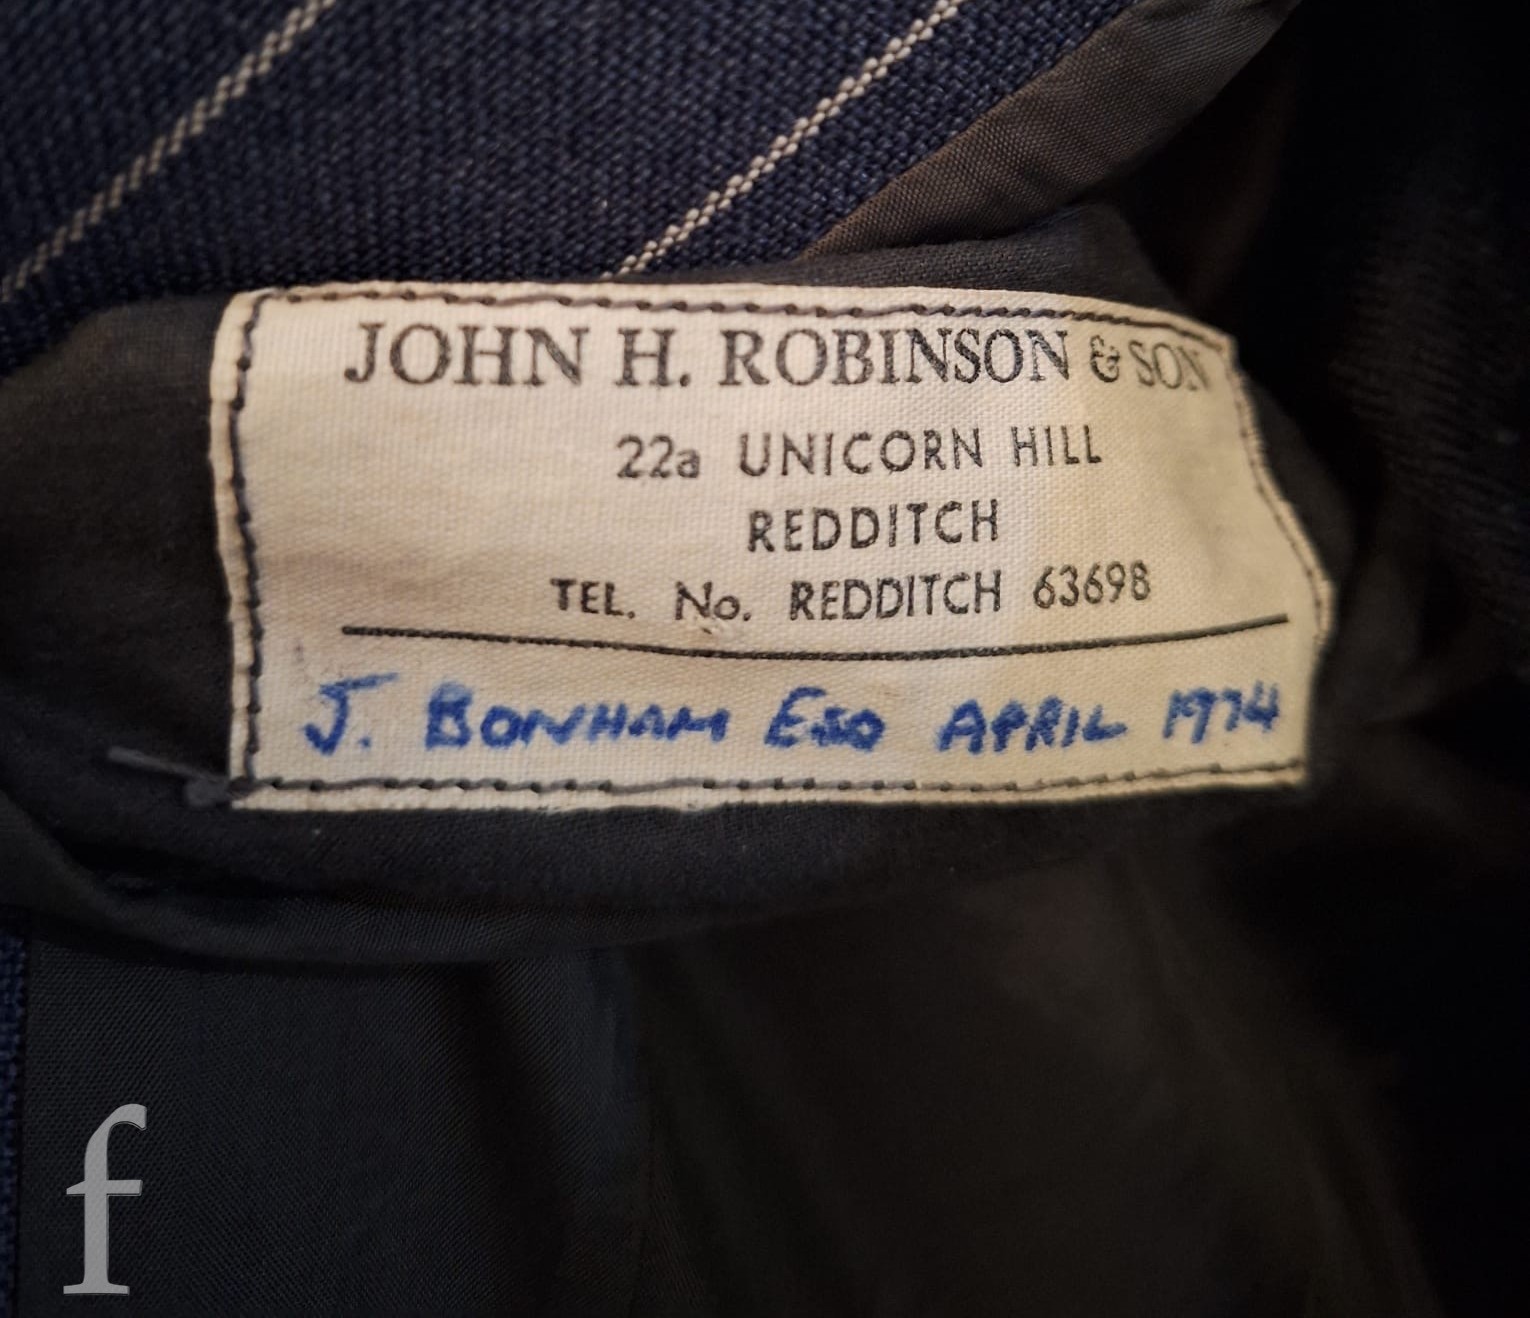 JOHN H. ROBINSON & SON
22a UNICORN HILL
REDDITCH
TEL. No. REDDITCH 63698
J. BONHAM ESQ APRIL 1974
f